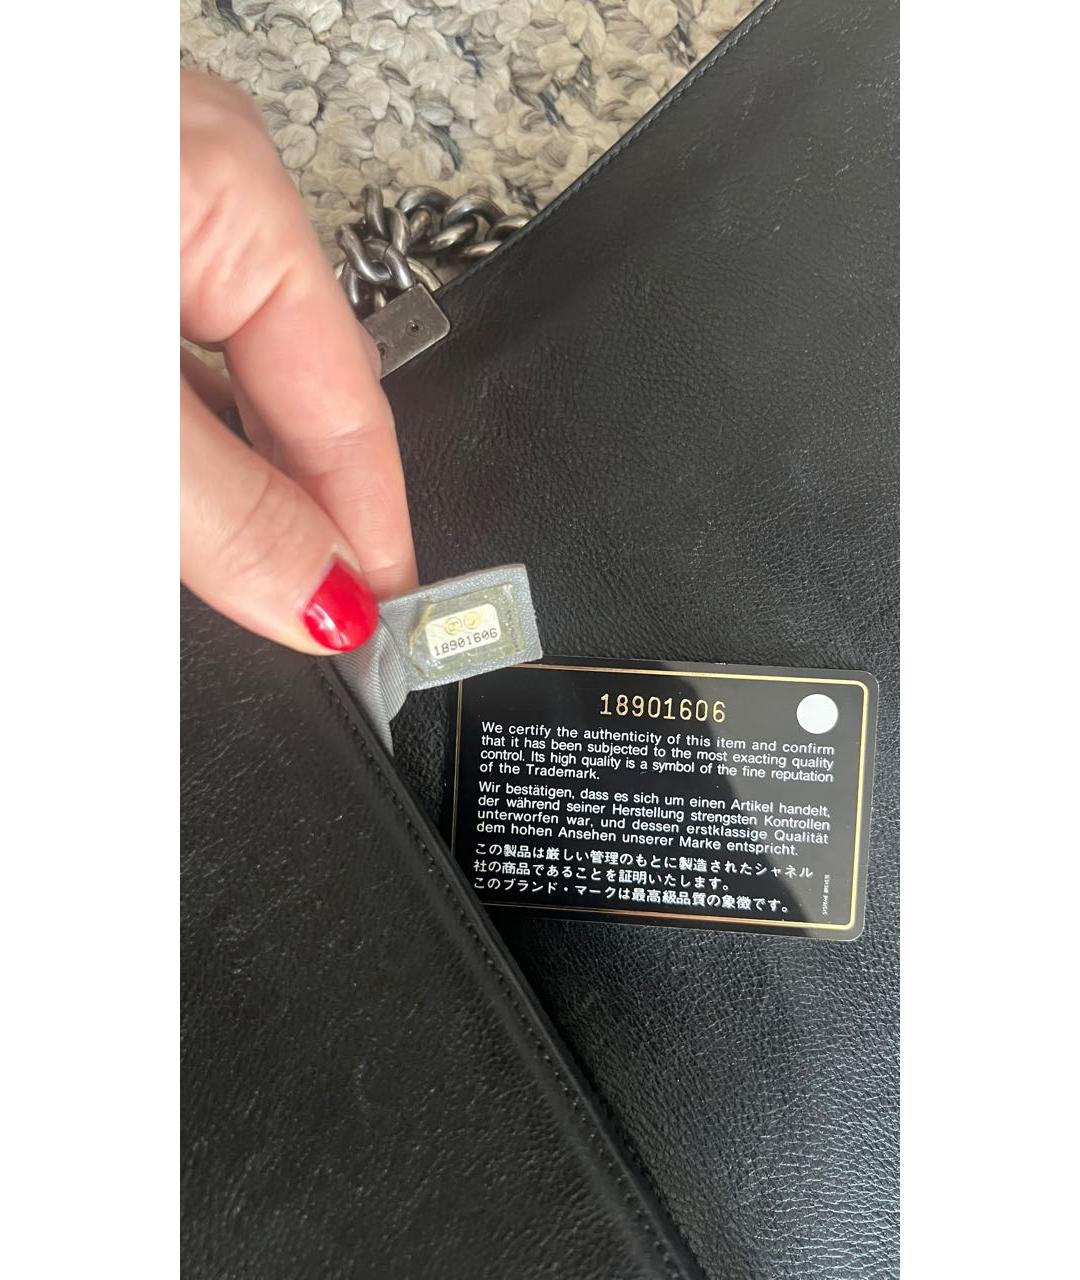 18901606
18901606
We certify the authenticity of this item and confirm
that it has been subjected to the most exacting quality
control. Its high quality is a symbol of the fine reputation
of the Trademark.
Wir bestätigen, dass es sich um einen Artikel handelt,
der während seiner Herstellung strengsten Kontrollen
unterworfen war, und dessen erstklassige Qualität
dem hohen Ansehen unserer Marke entspricht.
この製品は厳しい管理のもとに製造されたシャネル
社の商品であることを証明いたします。
このブランド・マークは最高級品質の象徴です。